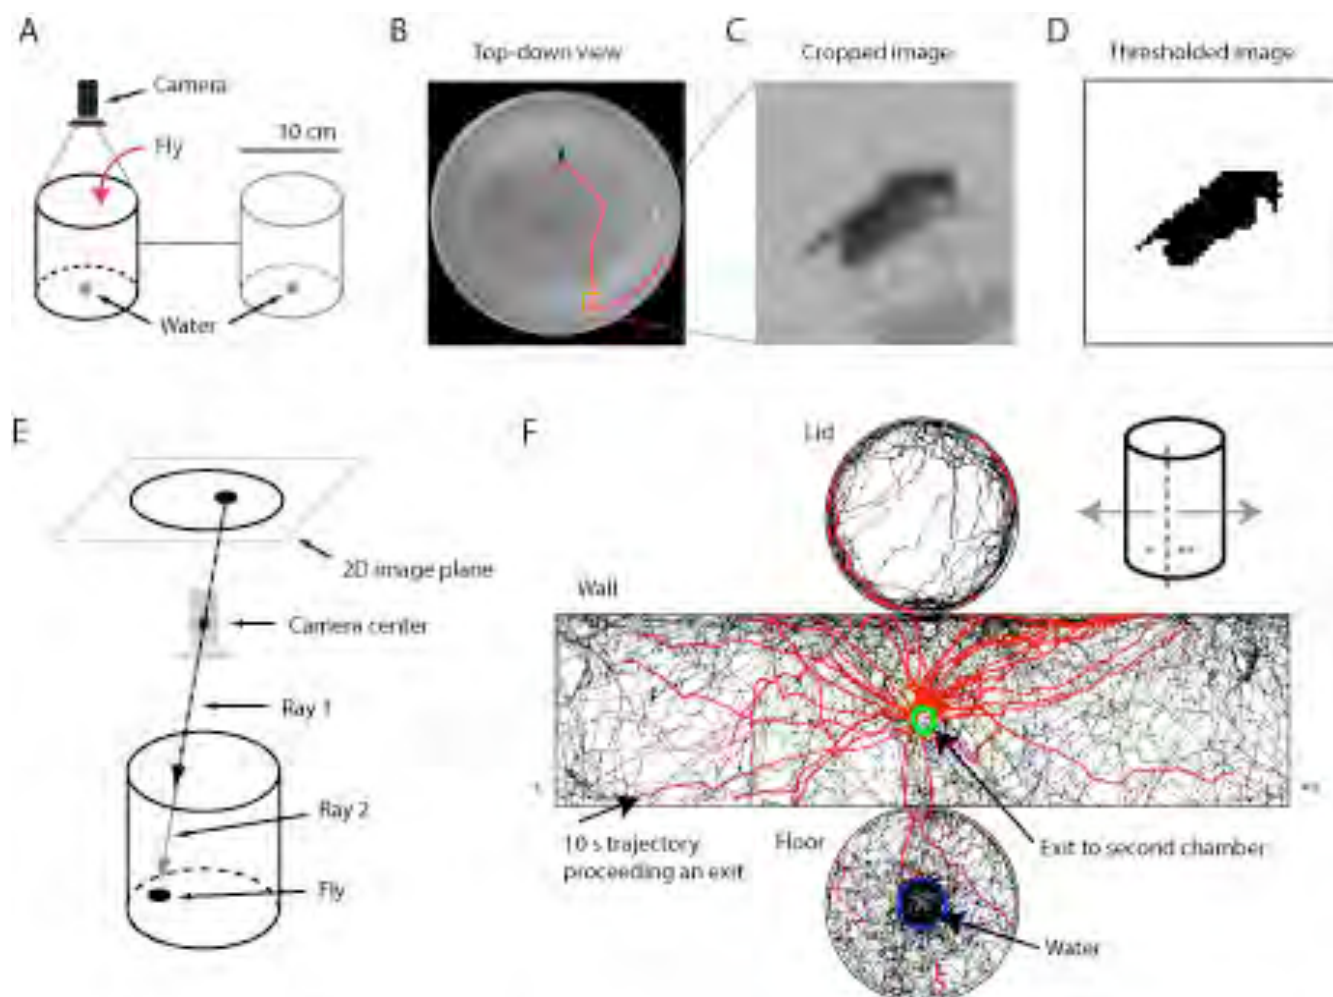 A
Camera
Fly
10 cm
Water
B
Top-down view
C
Cropped image
D
Thresholded image
E
2D image plane
Camera center
Ray 1
Ray 2
Fly
F
Lid
Wall
10 s trajectory
proceeding an exit
Floor
Exit to second chamber
Water